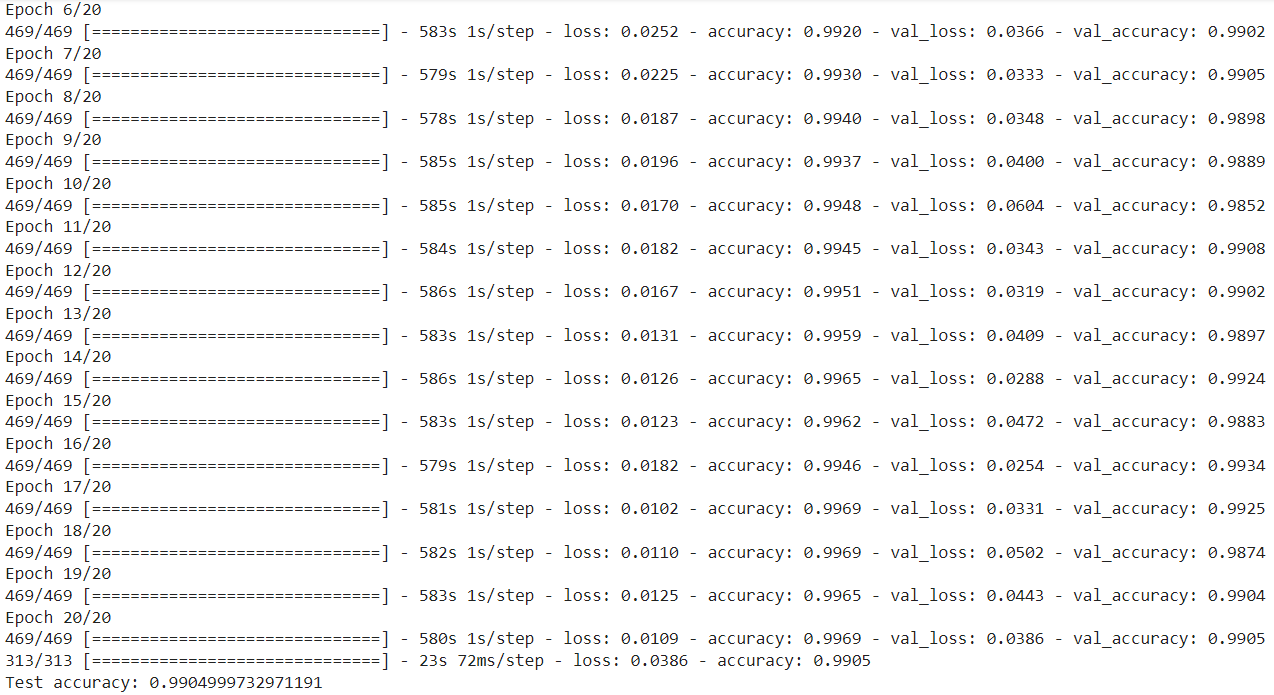 Epoch 6/20
469/469 [==============================] - 583s 1s/step - loss: 0.0252 - accuracy: 0.9920 - val_loss: 0.0366 - val_accuracy: 0.9902
Epoch 7/20
469/469 [==============================] - 579s 1s/step - loss: 0.0225 - accuracy: 0.9930 - val_loss: 0.0333 - val_accuracy: 0.9905
Epoch 8/20
469/469 [==============================] - 578s 1s/step - loss: 0.0187 - accuracy: 0.9940 - val_loss: 0.0348 - val_accuracy: 0.9898
Epoch 9/20
469/469 [==============================] - 585s 1s/step - loss: 0.0196 - accuracy: 0.9937 - val_loss: 0.0400 - val_accuracy: 0.9889
Epoch 10/20
469/469 [==============================] - 585s 1s/step - loss: 0.0170 - accuracy: 0.9948 - val_loss: 0.0604 - val_accuracy: 0.9852
Epoch 11/20
469/469 [==============================] - 584s 1s/step - loss: 0.0182 - accuracy: 0.9945 - val_loss: 0.0343 - val_accuracy: 0.9908
Epoch 12/20
469/469 [==============================] - 586s 1s/step - loss: 0.0167 - accuracy: 0.9951 - val_loss: 0.0319 - val_accuracy: 0.9902
Epoch 13/20
469/469 [==============================] - 583s 1s/step - loss: 0.0131 - accuracy: 0.9959 - val_loss: 0.0409 - val_accuracy: 0.9897
Epoch 14/20
469/469 [==============================] - 586s 1s/step - loss: 0.0126 - accuracy: 0.9965 - val_loss: 0.0288 - val_accuracy: 0.9924
Epoch 15/20
469/469 [==============================] - 583s 1s/step - loss: 0.0123 - accuracy: 0.9962 - val_loss: 0.0472 - val_accuracy: 0.9883
Epoch 16/20
469/469 [==============================] - 579s 1s/step - loss: 0.0182 - accuracy: 0.9946 - val_loss: 0.0254 - val_accuracy: 0.9934
Epoch 17/20
469/469 [==============================] - 581s 1s/step - loss: 0.0102 - accuracy: 0.9969 - val_loss: 0.0331 - val_accuracy: 0.9925
Epoch 18/20
469/469 [==============================] - 582s 1s/step - loss: 0.0110 - accuracy: 0.9969 - val_loss: 0.0502 - val_accuracy: 0.9874
Epoch 19/20
469/469 [==============================] - 583s 1s/step - loss: 0.0125 - accuracy: 0.9965 - val_loss: 0.0443 - val_accuracy: 0.9904
Epoch 20/20
469/469 [==============================] - 580s 1s/step - loss: 0.0109 - accuracy: 0.9969 - val_loss: 0.0386 - val_accuracy: 0.9905
313/313 [==============================] - 23s 72ms/step - loss: 0.0386 - accuracy: 0.9905
Test accuracy: 0.9904999732971191